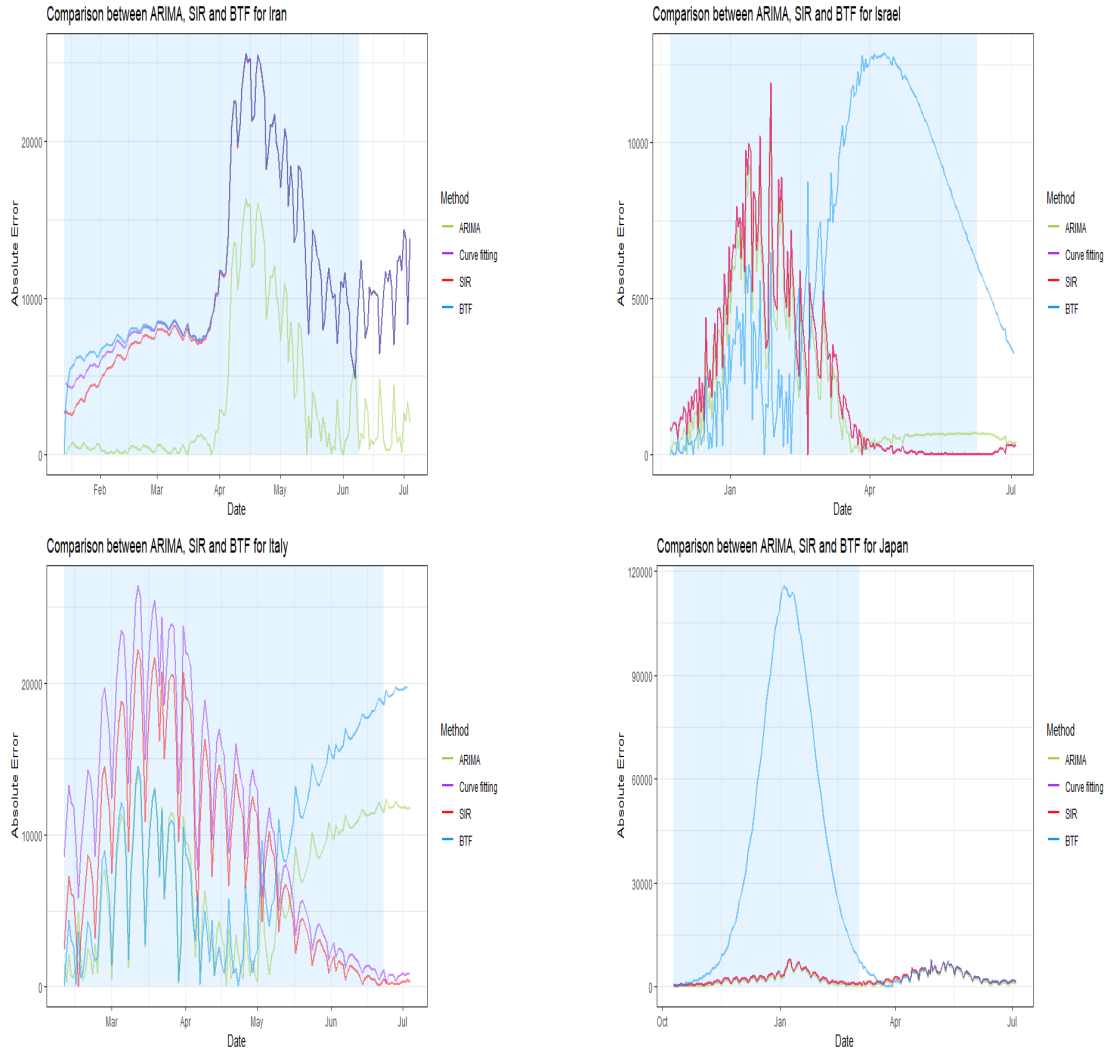 Comparison between ARIMA, SIR and BTF for Iran
Absolute Error
20000
10000
0
Feb Mar Apr May Jun Jul
Date
Method
ARIMA
Curve fitting
SIR
BTF
Comparison between ARIMA, SIR and BTF for Israel
Absolute Error
10000
5000
0
Jan Apr Jul
Date
Method
ARIMA
Curve fitting
SIR
BTF
Comparison between ARIMA, SIR and BTF for Italy
Absolute Error
20000
10000
0
Mar Apr May Jun Jul
Date
Method
ARIMA
Curve fitting
SIR
BTF
Comparison between ARIMA, SIR and BTF for Japan
Absolute Error
120000
90000
60000
30000
0
Oct Jan Apr Jul
Date
Method
ARIMA
Curve fitting
SIR
BTF